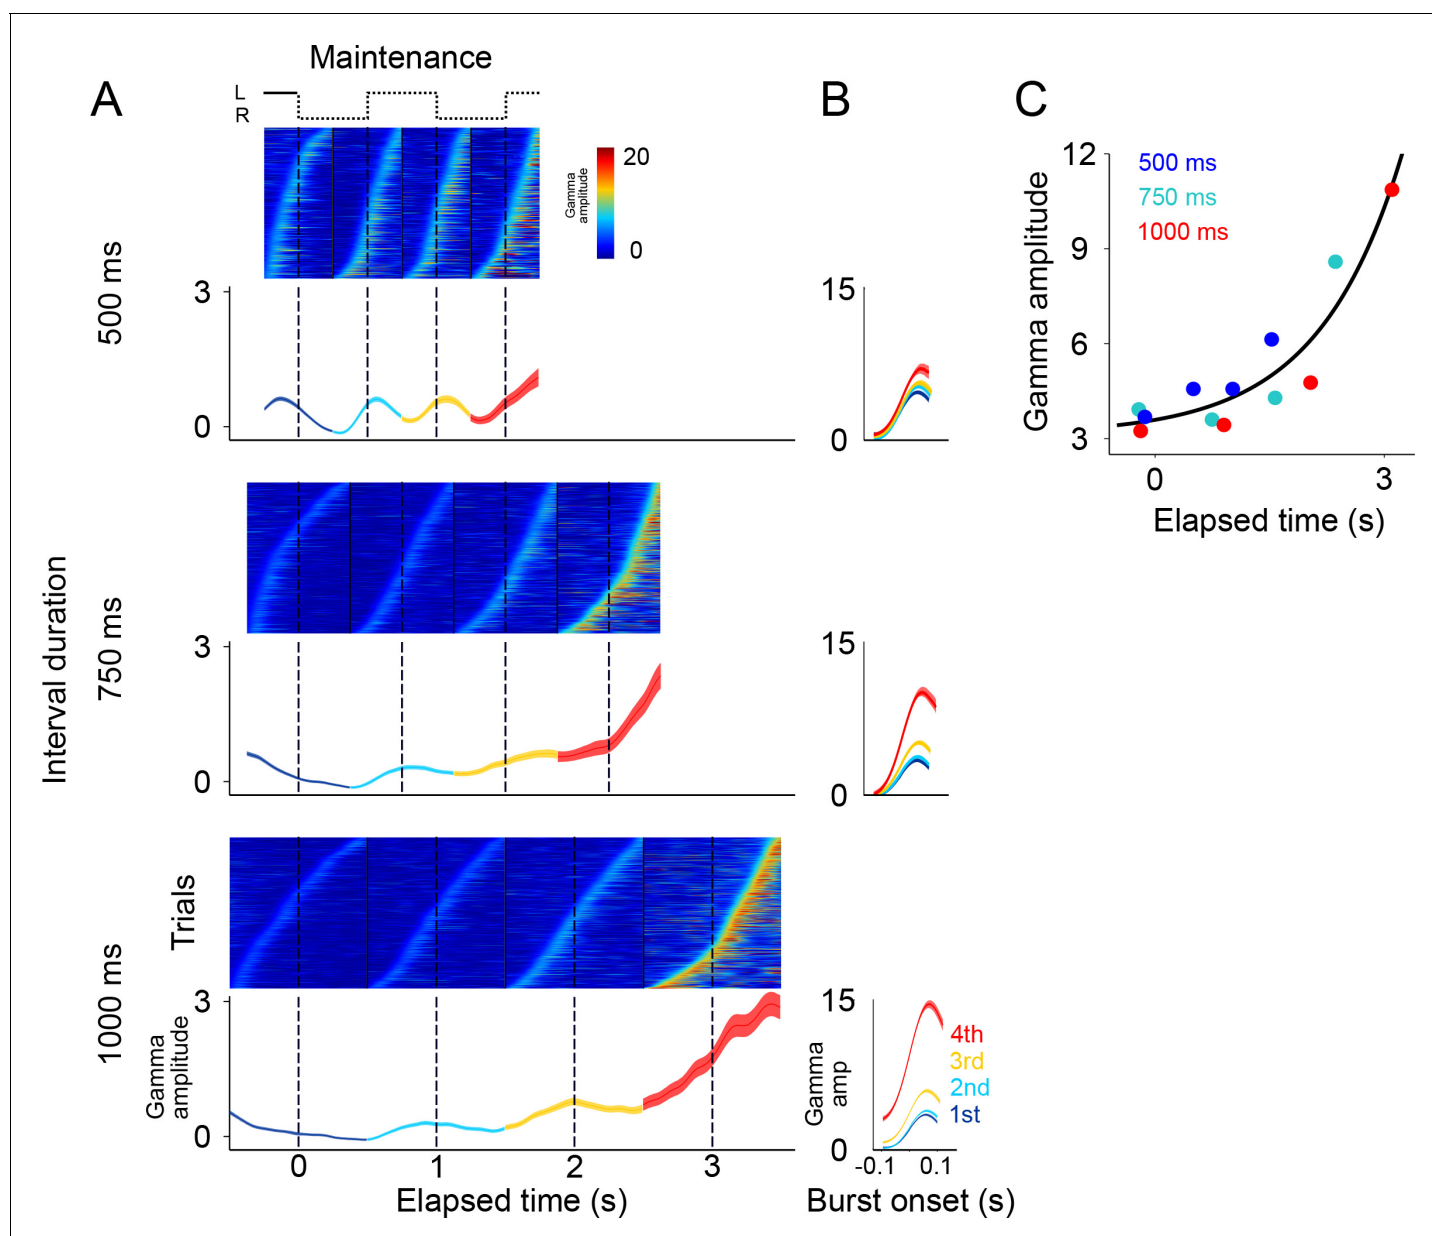 A
Maintenance
L
R
Gamma
amplitude
20
0
500 ms
3
0
B
15
0
C
12
9
6
3
Gamma amplitude
500 ms
750 ms
1000 ms
0
3
Elapsed time (s)
Interval duration
750 ms
3
0
15
0
1000 ms
Trials
Gamma
amplitude
3
0
0
1
2
3
Elapsed time (s)
Gamma
amp
15
0
4th
3rd
2nd
1st
-0.1
0.1
Burst onset (s)